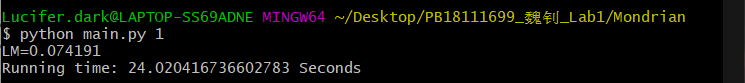 Lucifer.dark@LAPTOP-SS69ADNE MINGW64 ~/Desktop/PB18111699_魏钊_Lab1/Mondrian
$ python main.py 1
LM=0.074191
Running time: 24.020416736602783 Seconds